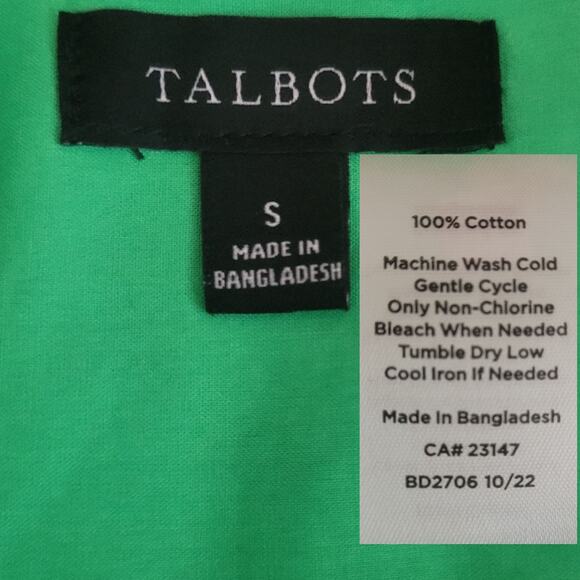 TALBOTS
S
MADE IN
BANGLADESH
100% Cotton
Machine Wash Cold
Gentle Cycle
Only Non-Chlorine
Bleach When Needed
Tumble Dry Low
Cool Iron If Needed
Made In Bangladesh
CA# 23147
BD2706 10/22